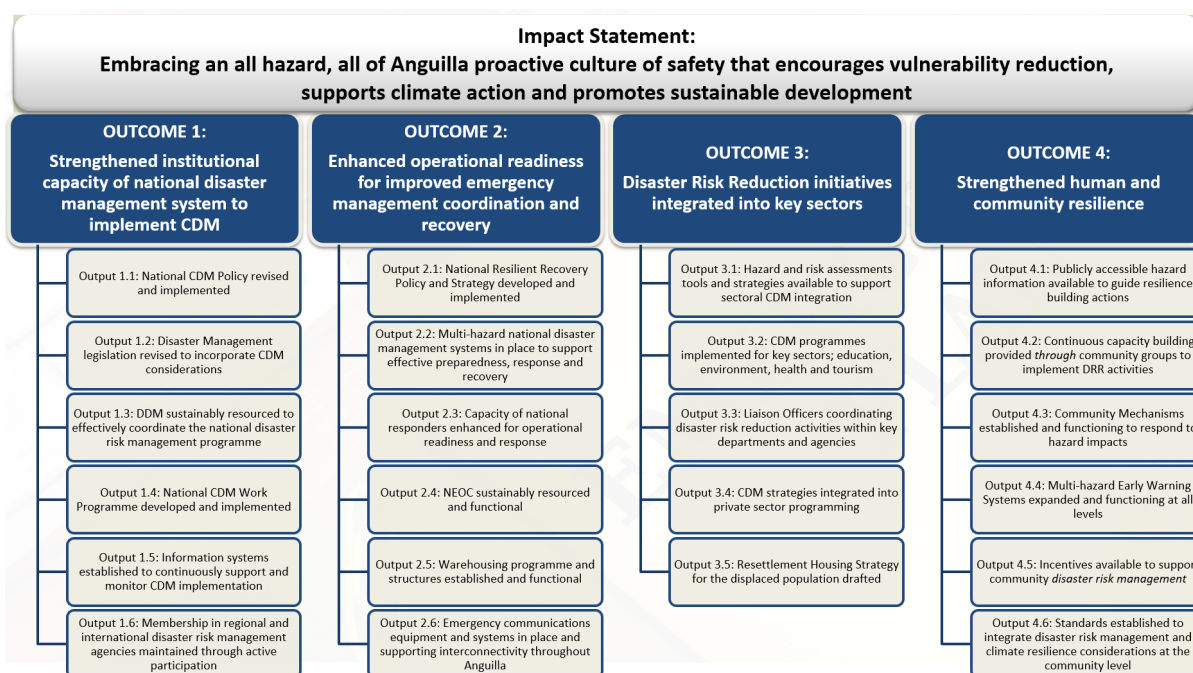 Impact Statement:
Embracing an all hazard, all of Anguilla proactive culture of safety that encourages vulnerability reduction,
supports climate action and promotes sustainable development
OUTCOME 1:
Strengthened institutional
capacity of national disaster
management system to
implement CDM
Output 1.1: National CDM Policy revised
and implemented
Output 1.2: Disaster Management
legislation revised to incorporate CDM
considerations
Output 1.3: DDM sustainably resourced to
effectively coordinate the national disaster
risk management programme
Output 1.4: National CDM Work
Programme developed and implemented
Output 1.5: Information systems
established to continuously support and
monitor CDM implementation
Output 1.6: Membership in regional and
international disaster risk management
agencies maintained through active
participation
OUTCOME 2:
Enhanced operational readiness
for improved emergency
management coordination and
recovery
Output 2.1: National Resilient Recovery
Policy and Strategy developed and
implemented
Output 2.2: Multi-hazard national disaster
management systems in place to support
effective preparedness, response and
recovery
Output 2.3: Capacity of national
responders enhanced for operational
readiness and response
Output 2.4: NEOC sustainably resourced
and functional
Output 2.5: Warehousing programme and
structures established and functional
Output 2.6: Emergency communications
equipment and systems in place and
supporting interconnectivity throughout
Anguilla
OUTCOME 3:
Disaster Risk Reduction initiatives
integrated into key sectors
Output 3.1: Hazard and risk assessments
tools and strategies available to support
sectoral CDM integration
Output 3.2: CDM programmes
implemented for key sectors; education,
environment, health and tourism
Output 3.3: Liaison Officers coordinating
disaster risk reduction activities within key
departments and agencies
Output 3.4: CDM strategies integrated into
private sector programming
Output 3.5: Resettlement Housing Strategy
for the displaced population drafted
OUTCOME 4:
Strengthened human and
community resilience
Output 4.1: Publicly accessible hazard
information available to guide resilience
building actions
Output 4.2: Continuous capacity building
provided through community groups to
implement DRR activities
Output 4.3: Community Mechanisms
established and functioning to respond to
hazard impacts
Output 4.4: Multi-hazard Early Warning
Systems expanded and functioning at all
levels
Output 4.5: Incentives available to support
community disaster risk management
Output 4.6: Standards established to
integrate disaster risk management and
climate resilience considerations at the
community level